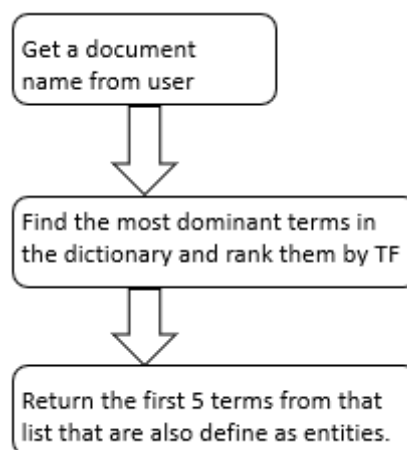 Get a document
name from user
Find the most dominant terms in
the dictionary and rank them by TF
Return the first 5 terms from that
list that are also define as entities.